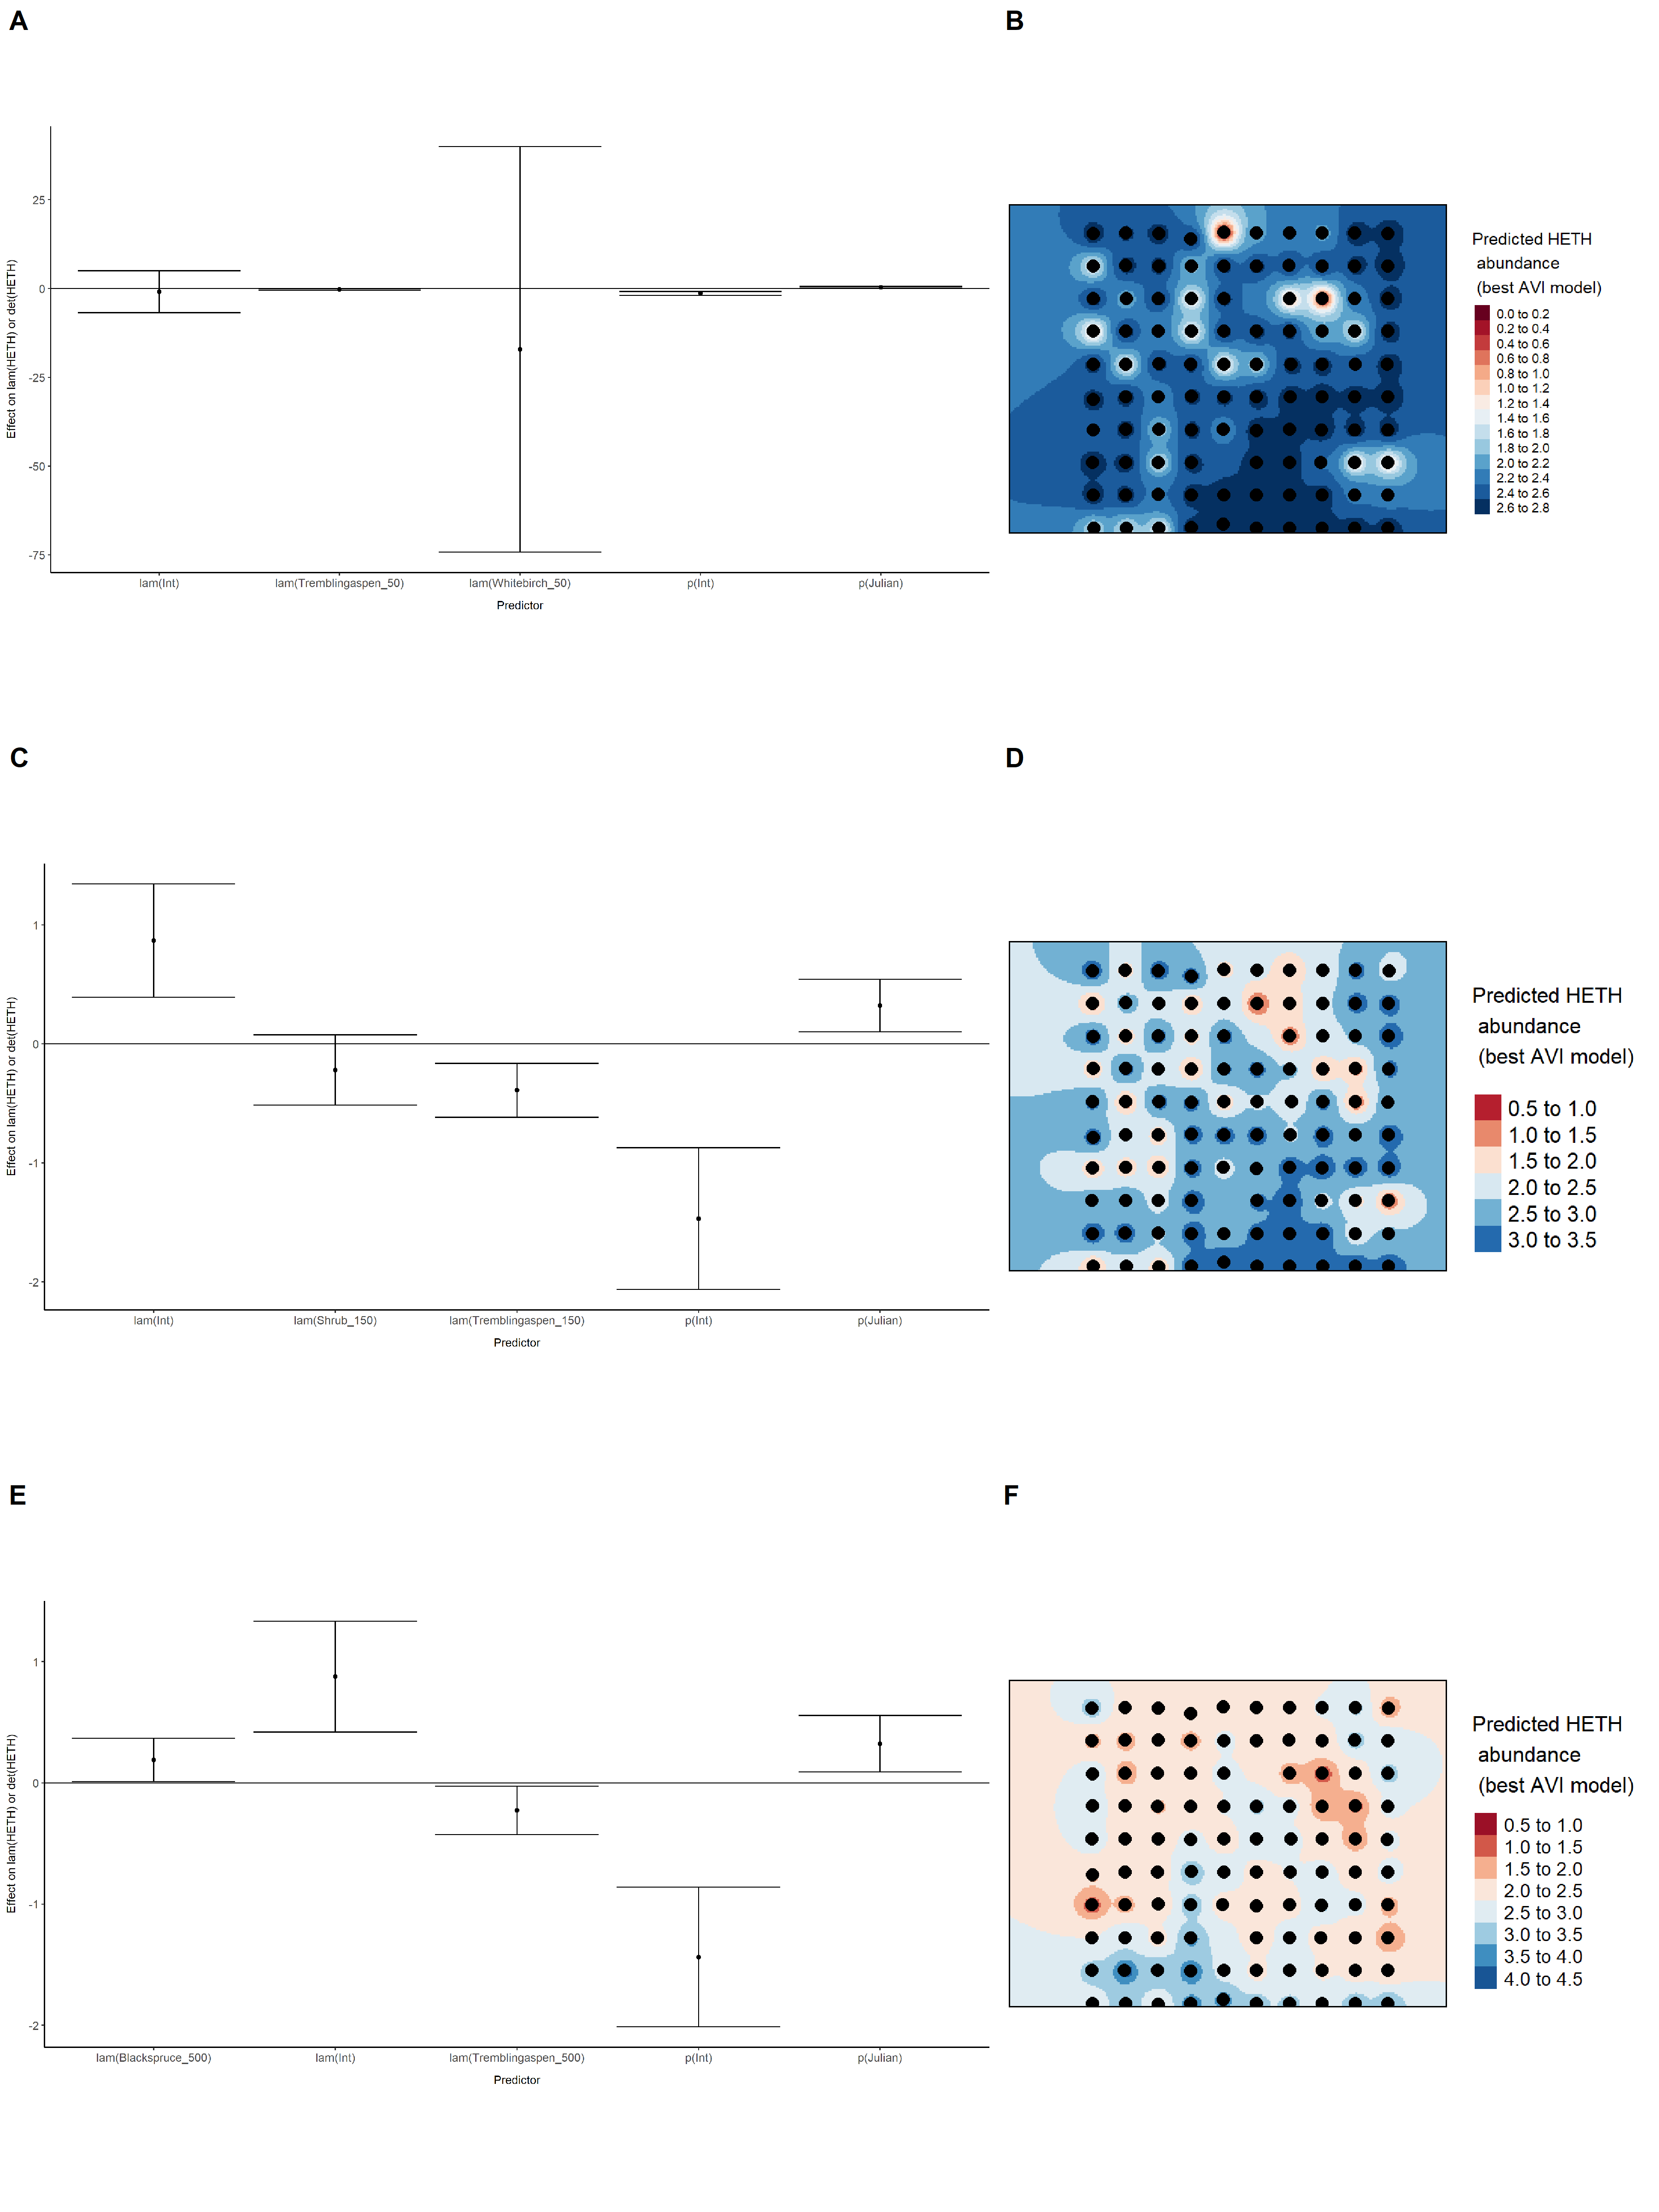 A
B
Effect on lam(HETH) or det(HETH)
25
0
-25
-50
-75
lam(Int)
lam(Tremblingaspen_50)
lam(Whitebirch_50)
p(Int)
p(Julian)
Predictor
Predicted HETH
abundance
(best AVI model)
0.0 to 0.2
0.2 to 0.4
0.4 to 0.6
0.6 to 0.8
0.8 to 1.0
1.0 to 1.2
1.2 to 1.4
1.4 to 1.6
1.6 to 1.8
1.8 to 2.0
2.0 to 2.2
2.2 to 2.4
2.4 to 2.6
2.6 to 2.8
C
D
Effect on lam(HETH) or det(HETH)
1
0
-1
-2
lam(Int)
lam(Shrub_150)
lam(Tremblingaspen_150)
p(Int)
p(Julian)
Predictor
Predicted HETH
abundance
(best AVI model)
0.5 to 1.0
1.0 to 1.5
1.5 to 2.0
2.0 to 2.5
2.5 to 3.0
3.0 to 3.5
E
F
Effect on lam(HETH) or det(HETH)
1
0
-1
-2
lam(Blackspruce_500)
lam(Int)
lam(Tremblingaspen_500)
p(Int)
p(Julian)
Predictor
Predicted HETH
abundance
(best AVI model)
0.5 to 1.0
1.0 to 1.5
1.5 to 2.0
2.0 to 2.5
2.5 to 3.0
3.0 to 3.5
3.5 to 4.0
4.0 to 4.5